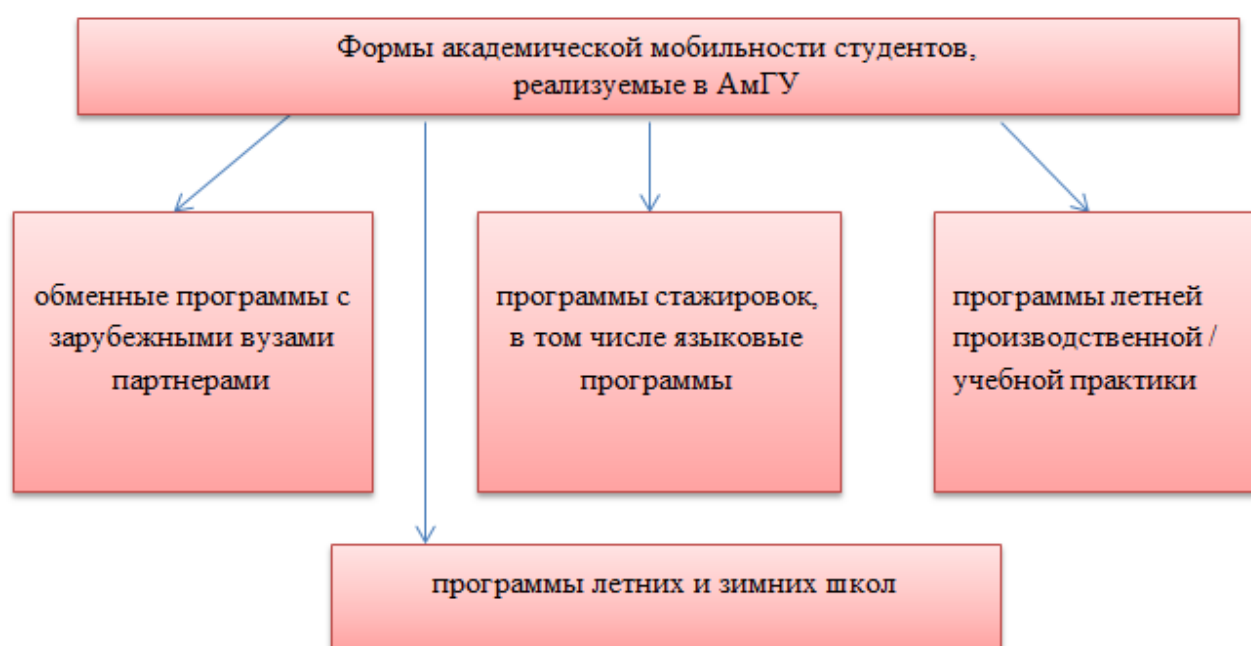 Формы академической мобильности студентов,
реализуемые в АмГУ
обменные программы с
зарубежными вузами
партнерами
программы стажировок,
в том числе языковые
программы
программы летней
производственной /
учебной практики
программы летних и зимних школ